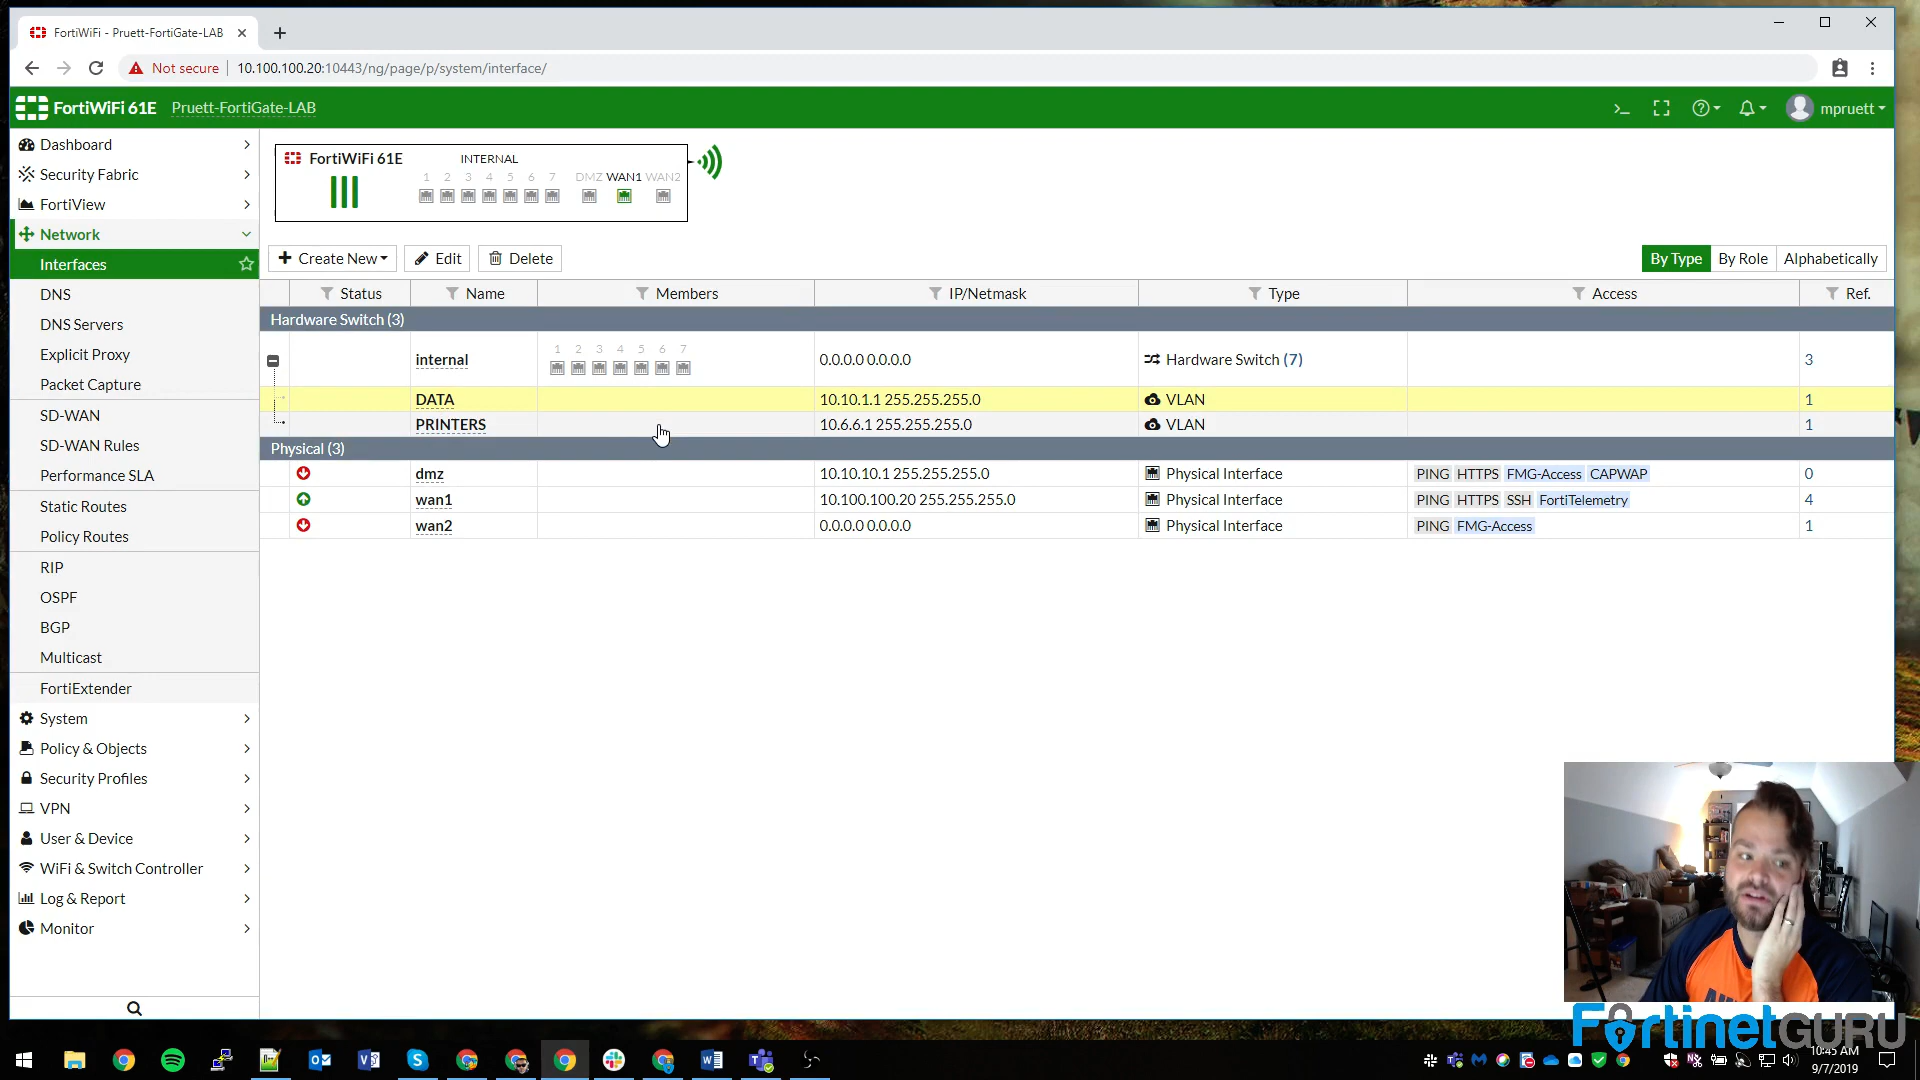 FortiWiFi - Pruett-FortiGate-LAB
Not secure
10.100.100.20:10443/ng/page/p/system/interface/
FortiWiFi 61E
Pruett-FortiGate-LAB
mpruett
Dashboard
Security Fabric
FortiView
Network
Interfaces
DNS
DNS Servers
Explicit Proxy
Packet Capture
SD-WAN
SD-WAN Rules
Performance SLA
Static Routes
Policy Routes
RIP
OSPF
BGP
Multicast
FortiExtender
System
Policy & Objects
Security Profiles
VPN
User & Device
WiFi & Switch Controller
Log & Report
Monitor
FortiWiFi 61E
INTERNAL
1 2 3 4 5 6 7 DMZ WAN1 WAN2
Create New Edit Delete
By Type By Role Alphabetically
Status Name Members IP/Netmask Type Access Ref.
Hardware Switch (3)
1 2 3 4 5 6 7
internal 0.0.0.0 0.0.0.0 Hardware Switch (7) 3
DATA 10.10.1.1 255.255.255.0 VLAN 1
PRINTERS 10.6.6.1 255.255.255.0 VLAN 1
Physical (3)
dmz 10.10.10.1 255.255.255.0 Physical Interface PING HTTPS FMG-Access CAPWAP 0
wan1 10.100.100.20 255.255.255.0 Physical Interface PING HTTPS SSH FortiTelemetry 4
wan2 0.0.0.0 0.0.0.0 Physical Interface PING FMG-Access 1
FortinetGURU
10:45 AM
9/7/2019